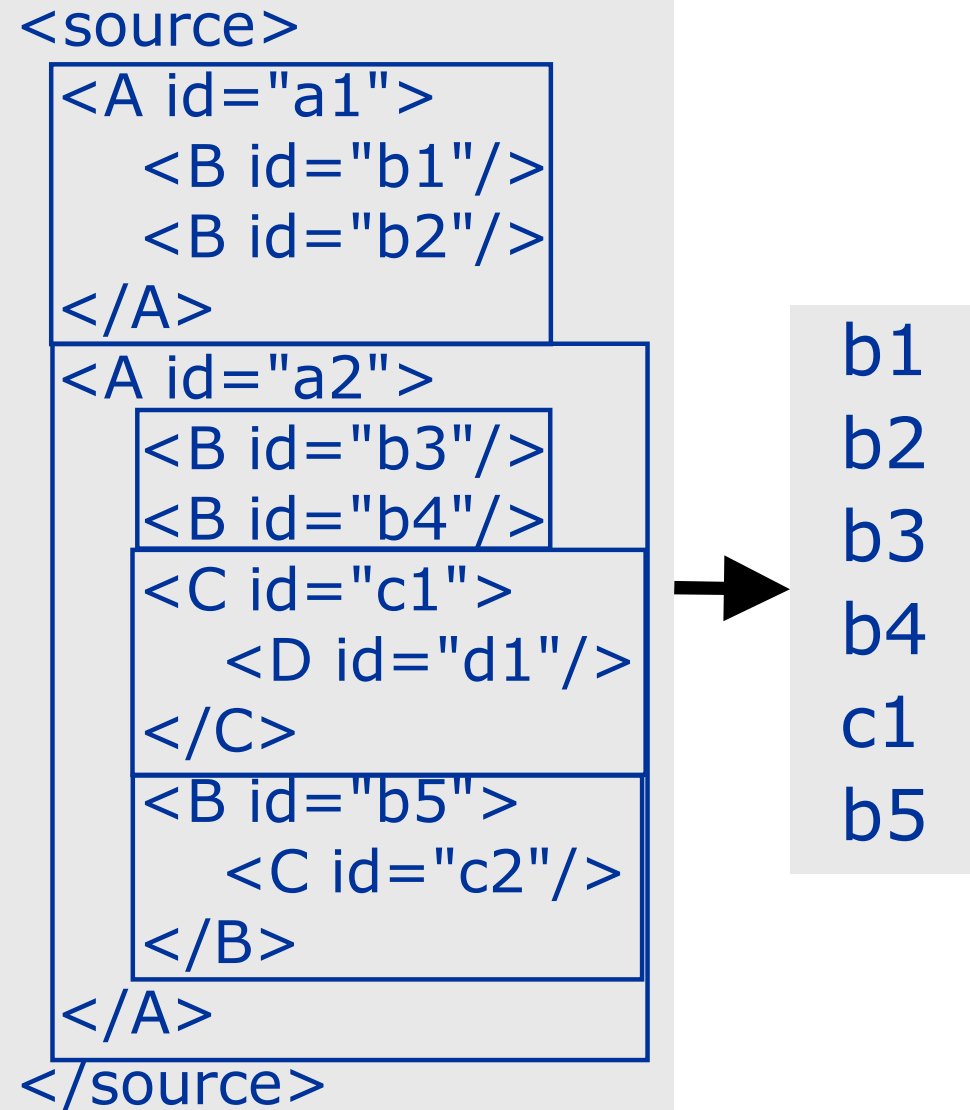 <source>
<A id="a1">
<B id="b1"/>
<B id="b2"/>
</A>
<A id="a2">
<B id="b3"/>
<B id="b4"/>
<C id="c1">
<D id="d1"/>
</C>
<B id="b5">
<C id="c2"/>
</B>
</A>
</source>
b1
b2
b3
b4
c1
b5